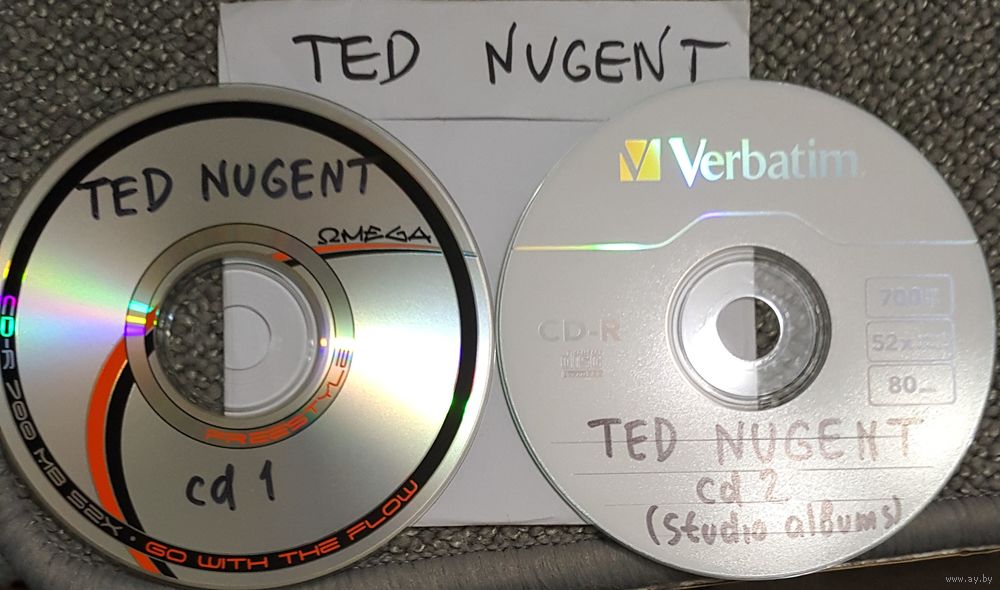 TED NUGENT
TED NUGENT
ΩMEGA
FREESTYLE
cd 1
CD-R 700 MB 52X • GO WITH THE FLOW
Verbatim
CD-R
700
52x
80
TED NUGENT
cd 2
(studio albums)
www.ay.by